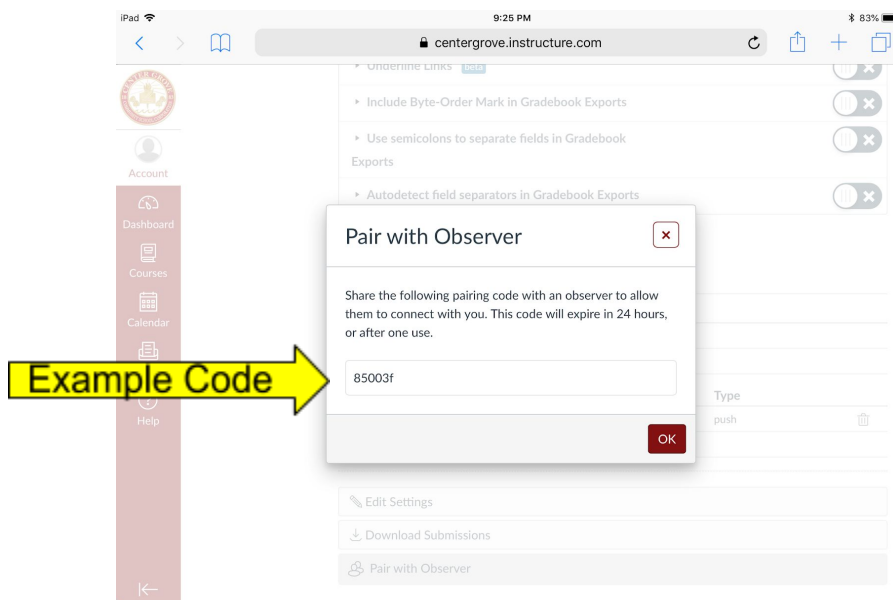 iPad
9:25 PM
83%
centergrove.instructure.com
CENTER GROVE
Underline Links beta
Include Byte-Order Mark in Gradebook Exports
Use semicolons to separate fields in Gradebook
Exports
Autodetect field separators in Gradebook Exports
Account
Dashboard
Courses
Calendar
Help
Pair with Observer
Share the following pairing code with an observer to allow
them to connect with you. This code will expire in 24 hours,
or after one use.
Example Code
85003f
OK
Type
push
Edit Settings
Download Submissions
Pair with Observer